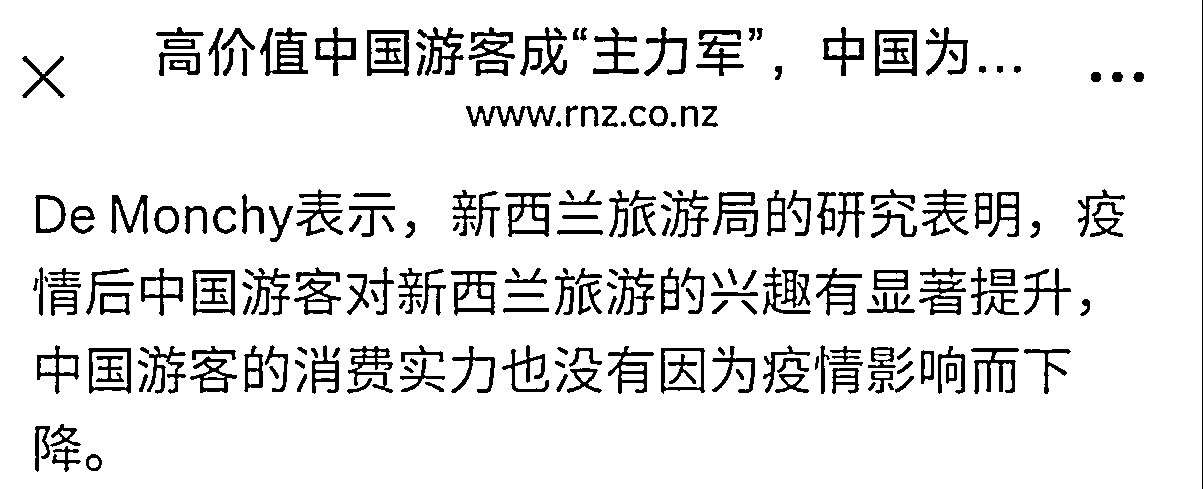 高价值中国游客成“主力军”，中国为...
www.rnz.co.nz
De Monchy表示，新西兰旅游局的研究表明，疫
情后中国游客对新西兰旅游的兴趣有显著提升，
中国游客的消费实力也没有因为疫情影响而下
降。